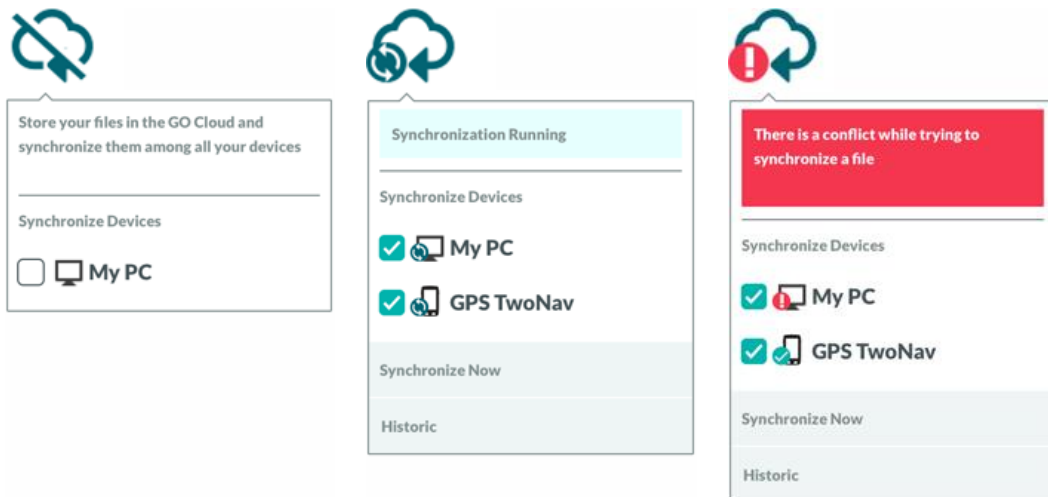 Store your files in the GO Cloud and
synchronize them among all your devices
Synchronize Devices
My PC
Synchronization Running
Synchronize Devices
My PC
GPS TwoNav
Synchronize Now
Historic
There is a conflict while trying to
synchronize a file
Synchronize Devices
My PC
GPS TwoNav
Synchronize Now
Historic